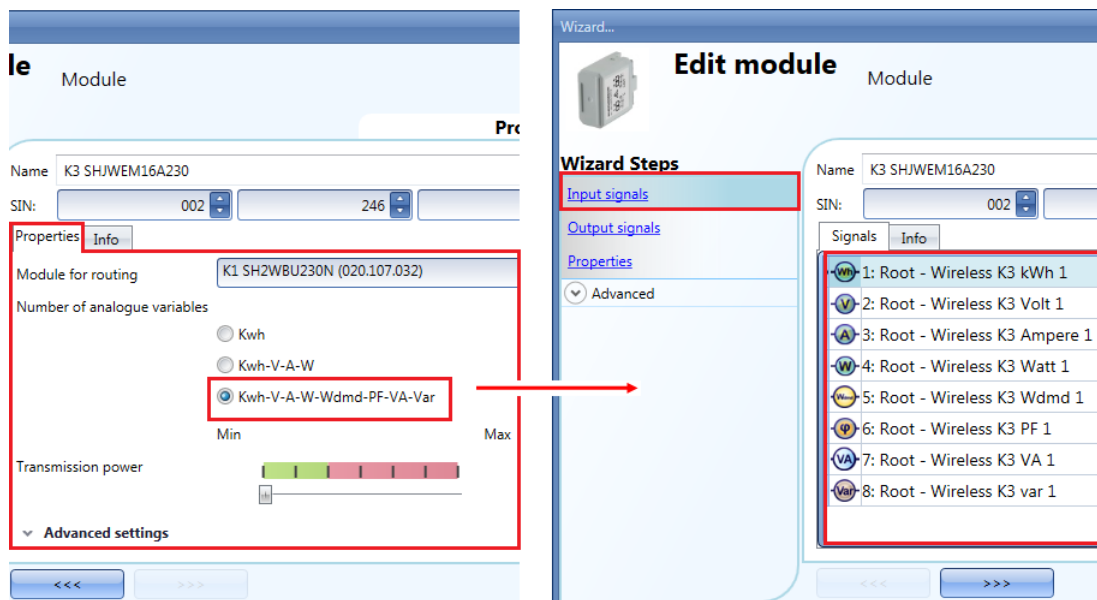 le
Module
Pro
Name K3 SHJWEM16A230
SIN: 002 246
Properties Info
Module for routing K1 SH2WBU230N (020.107.032)
Number of analogue variables
Kwh
Kwh-V-A-W
Kwh-V-A-W-Wdmd-PF-VA-Var
Min Max
Transmission power
Advanced settings
<<< >>>
Wizard...
Edit module
Module
Wizard Steps
Input signals
Output signals
Properties
Advanced
Name K3 SHJWEM16A230
SIN: 002
Signals Info
Wh 1: Root - Wireless K3 kWh 1
V 2: Root - Wireless K3 Volt 1
A 3: Root - Wireless K3 Ampere 1
W 4: Root - Wireless K3 Watt 1
Wdmd 5: Root - Wireless K3 Wdmd 1
φ 6: Root - Wireless K3 PF 1
VA 7: Root - Wireless K3 VA 1
Var 8: Root - Wireless K3 var 1
<<< >>>